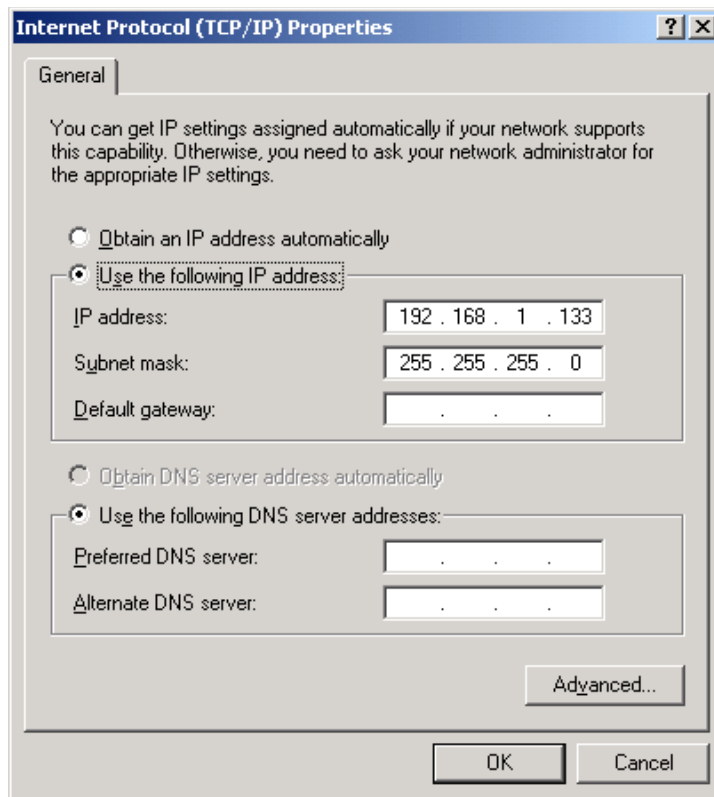 Internet Protocol (TCP/IP) Properties
General
You can get IP settings assigned automatically if your network supports
this capability. Otherwise, you need to ask your network administrator for
the appropriate IP settings.
Obtain an IP address automatically
Use the following IP address:
IP address: 192 . 168 . 1 . 133
Subnet mask: 255 . 255 . 255 . 0
Default gateway: . . .
Obtain DNS server address automatically
Use the following DNS server addresses:
Preferred DNS server: . . .
Alternate DNS server: . . .
Advanced...
OK Cancel